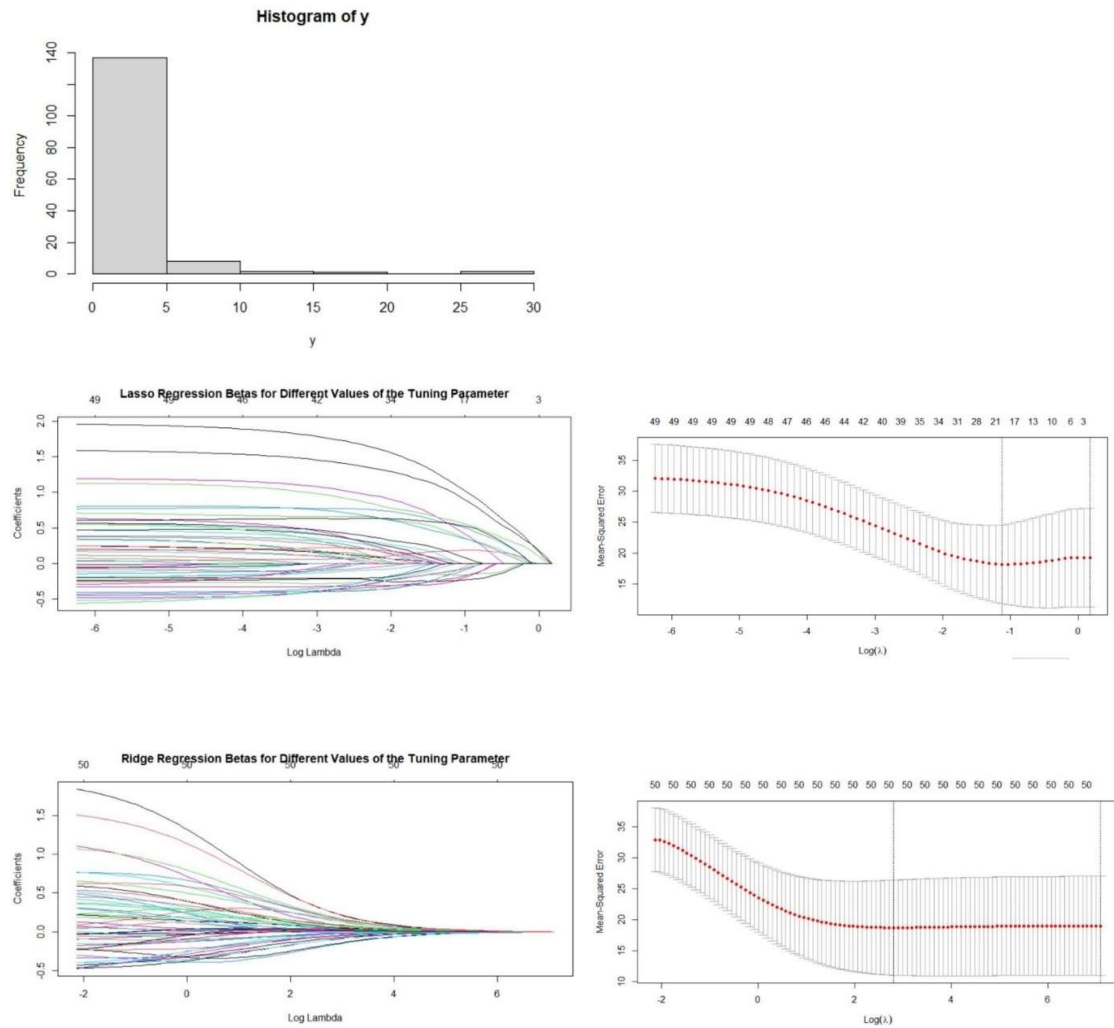 Histogram of y
Frequency
140
100
80
60
40
20
0
0 5 10 15 20 25 30
y
Lasso Regression Betas for Different Values of the Tuning Parameter
49 49 46 42 34 17 3
Coefficients
2.0
1.5
1.0
0.5
0.0
-0.5
-6 -5 -4 -3 -2 -1 0
Log Lambda
49 49 49 49 49 49 48 47 46 46 44 42 40 39 35 34 31 28 21 17 13 10 6 3
Mean-Squared Error
35
30
25
20
15
-6 -5 -4 -3 -2 -1 0
Log(λ)
Ridge Regression Betas for Different Values of the Tuning Parameter
50 50 50 50 50
Coefficients
1.5
1.0
0.5
0.0
-0.5
-2 0 2 4 6
Log Lambda
50 50 50 50 50 50 50 50 50 50 50 50 50 50 50 50 50 50 50
Mean-Squared Error
35
30
25
20
15
10
-2 0 2 4 6
Log(λ)